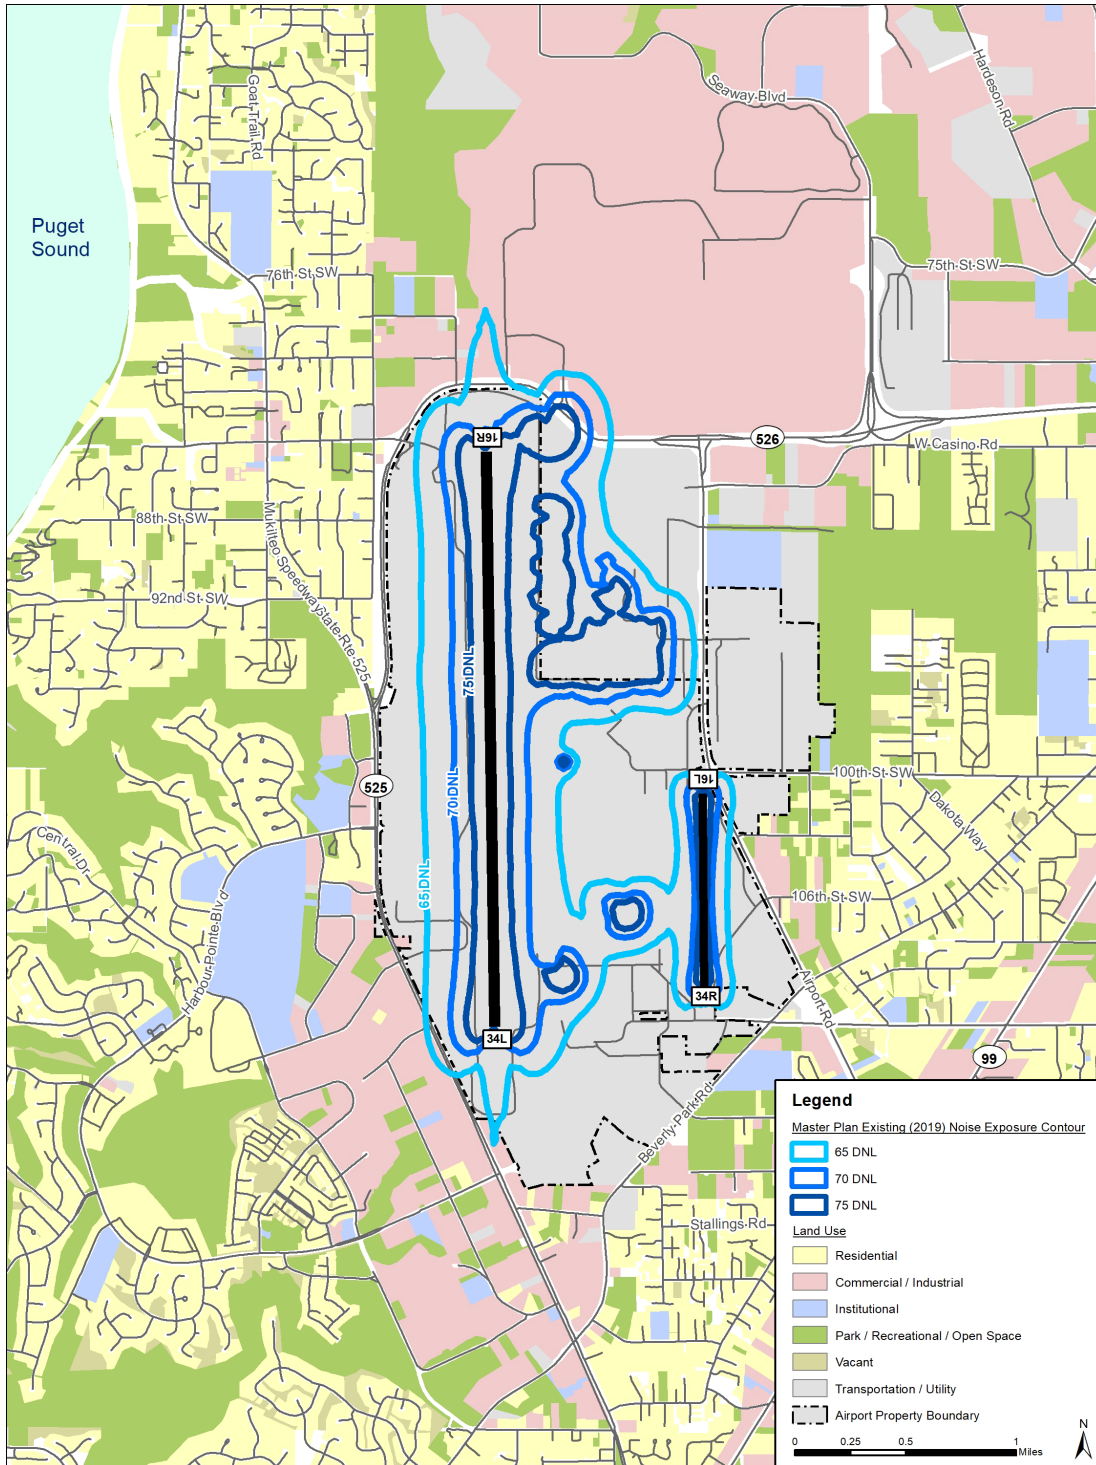 Goat Trail Rd
Seaway Blvd
Hardeson Rd
Puget
Sound
76th St SW
75th St SW
16R
526
W Casino Rd
88th St SW
Mukilteo Speedway
State Rte 525
92nd St SW
75 DNL
70 DNL
65 DNL
525
16L
100th St SW
Dakota Way
Central Dr
106th St SW
Harbour Pointe Blvd
34R
Airport Rd
34L
99
Beverly Park Rd
Stallings Rd
Legend
Master Plan Existing (2019) Noise Exposure Contour
65 DNL
70 DNL
75 DNL
Land Use
Residential
Commercial / Industrial
Institutional
Park / Recreational / Open Space
Vacant
Transportation / Utility
Airport Property Boundary
0 0.25 0.5 1
Miles
N